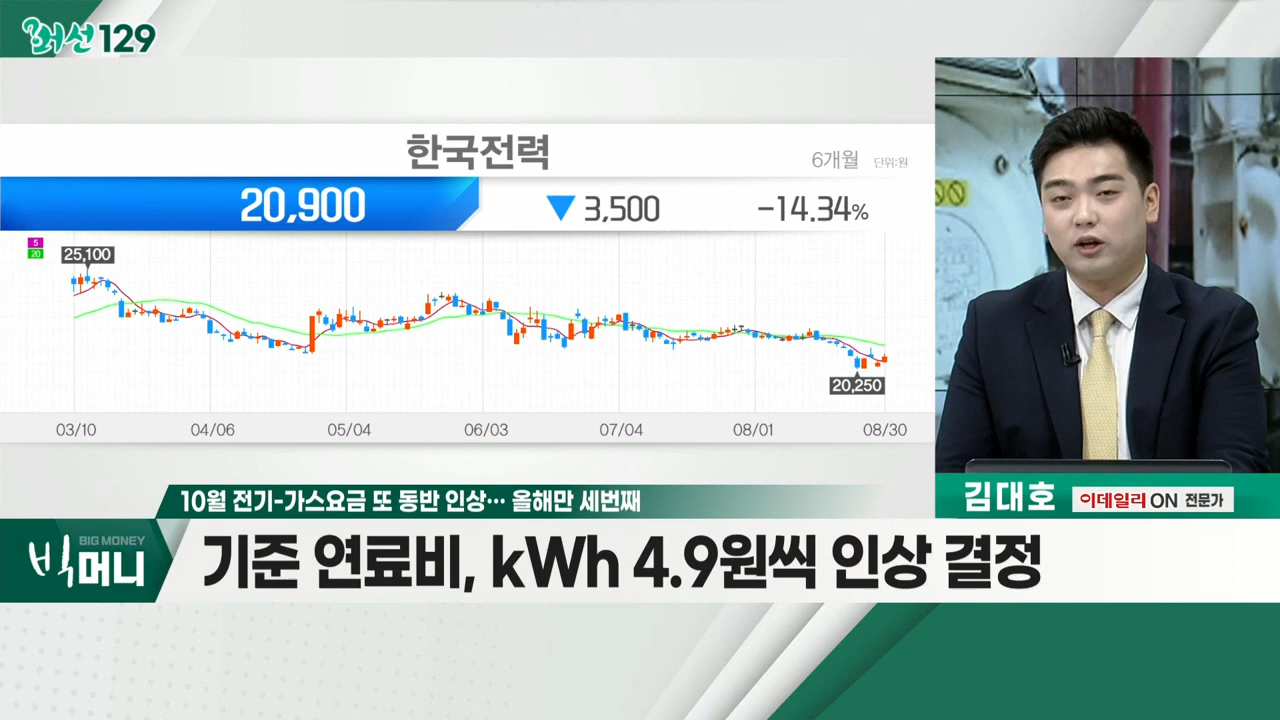 머선129
한국전력
6개월 단위:원
20,900 ▼3,500 -14.34%
5
20
25,100
20,250
03/10 04/06 05/04 06/03 07/04 08/01 08/30
김대호 이데일리ON 전문가
10월 전기-가스요금 또 동반 인상… 올해만 세번째
BIG MONEY
빅머니
기준 연료비, kWh 4.9원씩 인상 결정